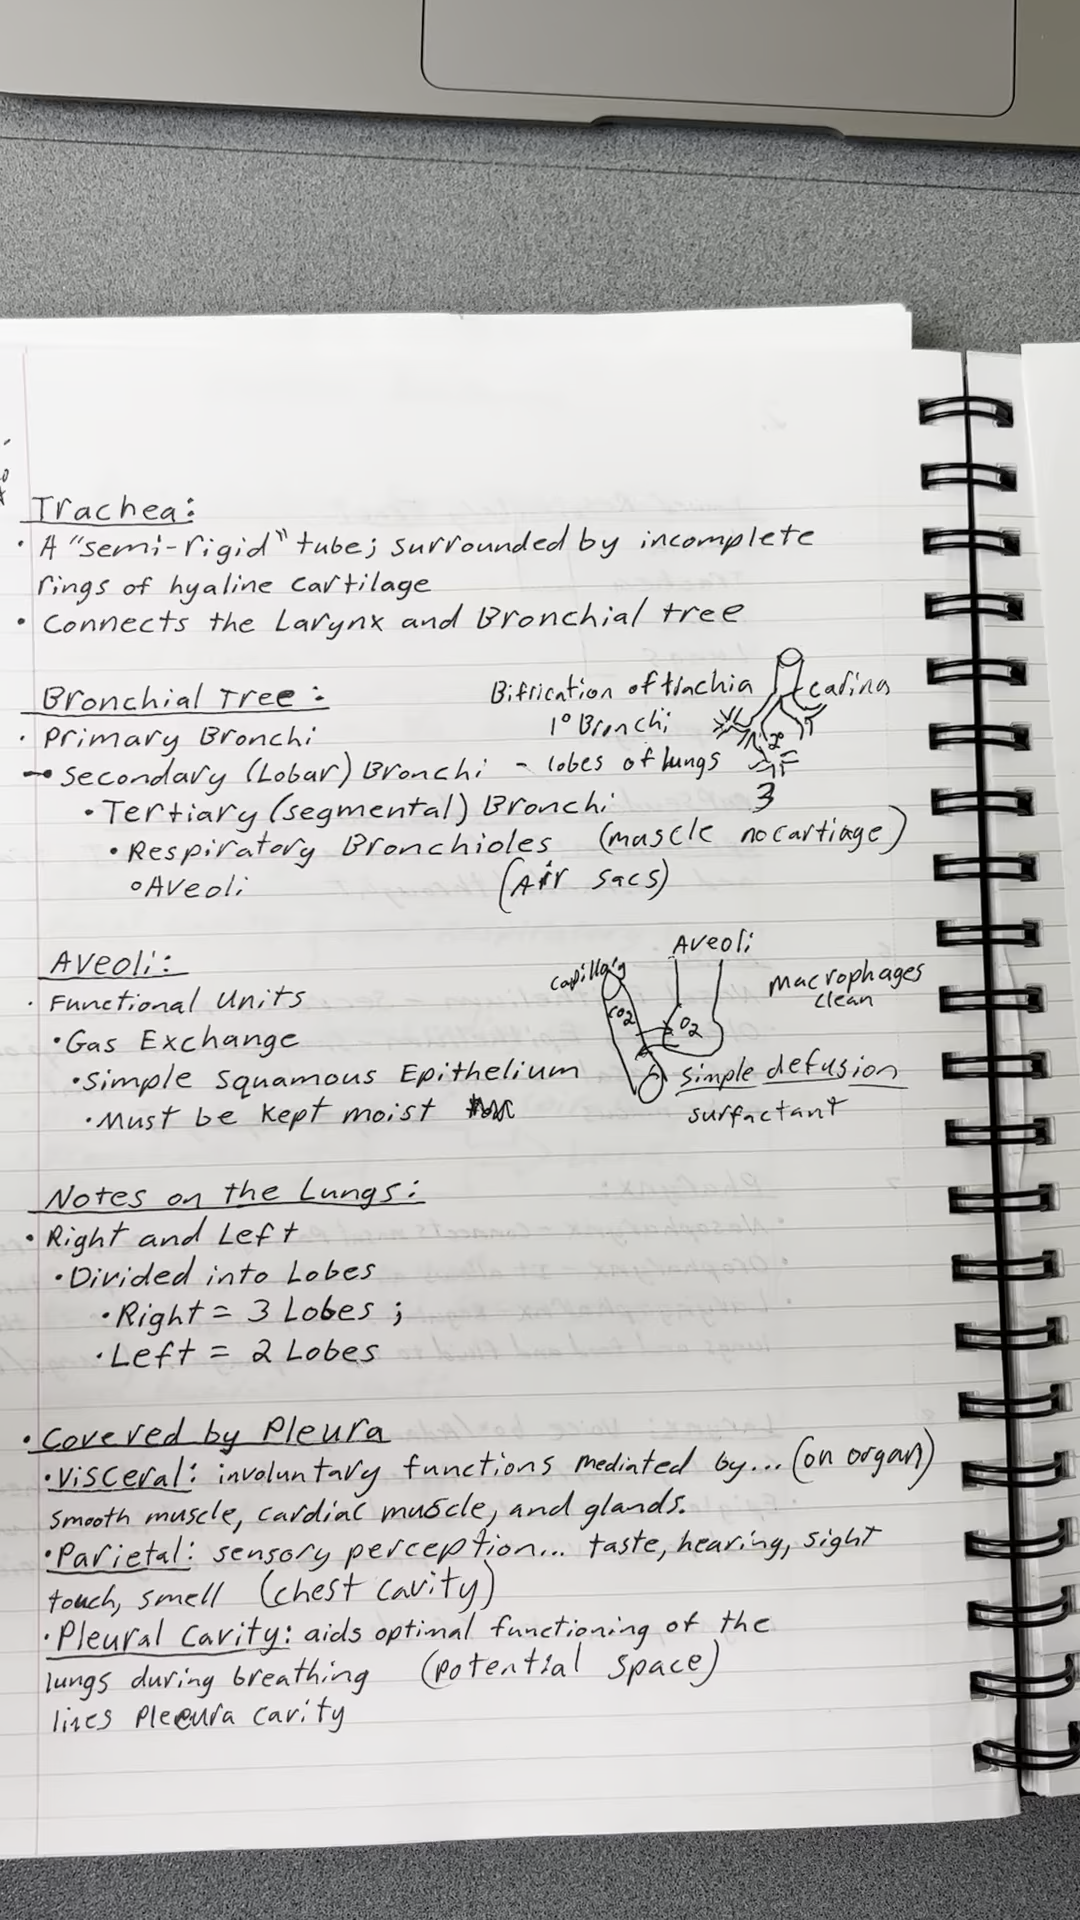 Trachea:
• A "semi-rigid" tube; surrounded by incomplete
rings of hyaline cartilage
• Connects the Larynx and Bronchial tree
Bronchial Tree:
Bifrication of trachia
carina
1° Bronchi
• Primary Bronchi
2°
• Secondary (Lobar) Bronchi - lobes of lungs
3
• Tertiary (segmental) Bronchi
• Respiratory Bronchioles (muscle no cartiage)
• Aveoli (Air sacs)
Aveoli:
• Functional Units
• Gas Exchange
• Simple Squamous Epithelium
• Must be kept moist
Aveoli
capillary
macrophages
clean
CO2
O2
simple defusion
surfactant
Notes on the Lungs:
• Right and Left
• Divided into Lobes
• Right = 3 Lobes ;
• Left = 2 Lobes
• Covered by Pleura
• Visceral: involuntary functions mediated by... (on organ)
smooth muscle, cardiac muscle, and glands.
• Parietal: sensory perception... taste, hearing, sight
touch, smell (chest cavity)
• Pleural Cavity: aids optimal functioning of the
lungs during breathing (potential space)
lines Pleeura cavity